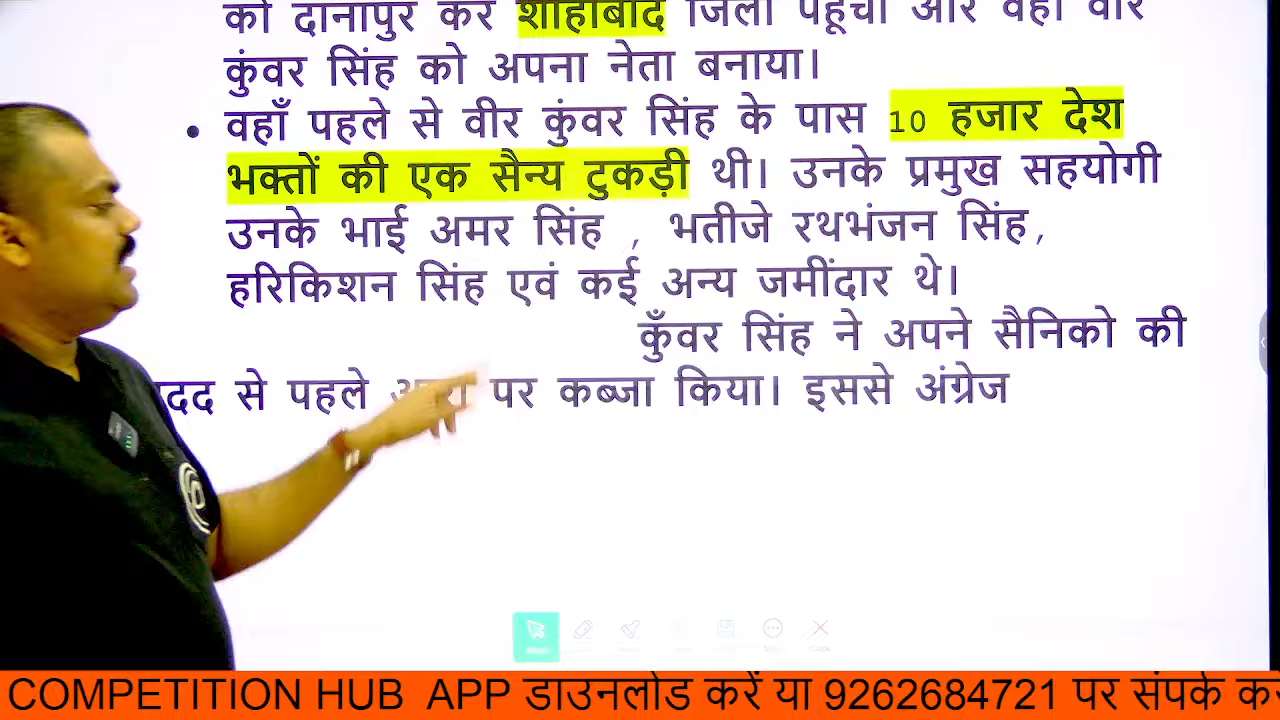 को दानापुर कर शाहाबाद जिला पहूंचा और वहां वीर
कुंवर सिंह को अपना नेता बनाया।
• वहाँ पहले से वीर कुंवर सिंह के पास 10 हजार देश
भक्तों की एक सैन्य टुकड़ी थी। उनके प्रमुख सहयोगी
उनके भाई अमर सिंह , भतीजे रथभंजन सिंह,
हरिकिशन सिंह एवं कई अन्य जमींदार थे।
कुँवर सिंह ने अपने सैनिको की
दद से पहले पर कब्जा किया। इससे अंग्रेज
COMPETITION HUB APP डाउनलोड करें या 9262684721 पर संपर्क